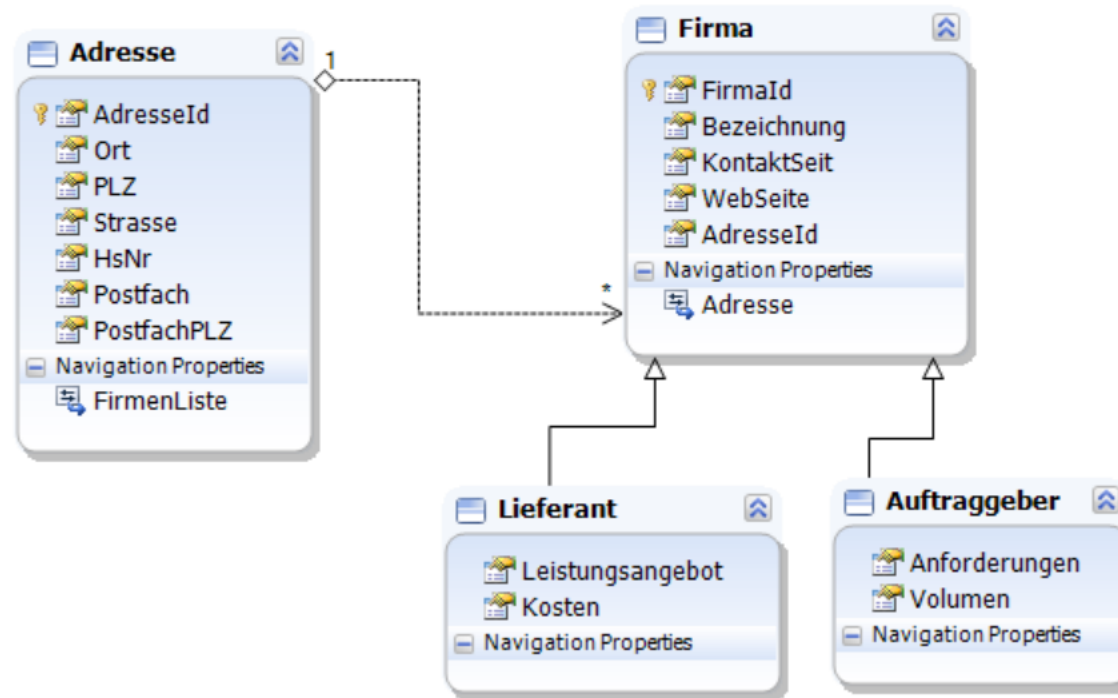 Adresse
AdresseId
Ort
PLZ
Strasse
HsNr
Postfach
PostfachPLZ
Navigation Properties
FirmenListe
1
*
Firma
FirmaId
Bezeichnung
KontaktSeit
WebSeite
AdresseId
Navigation Properties
Adresse
Lieferant
Leistungsangebot
Kosten
Navigation Properties
Auftraggeber
Anforderungen
Volumen
Navigation Properties